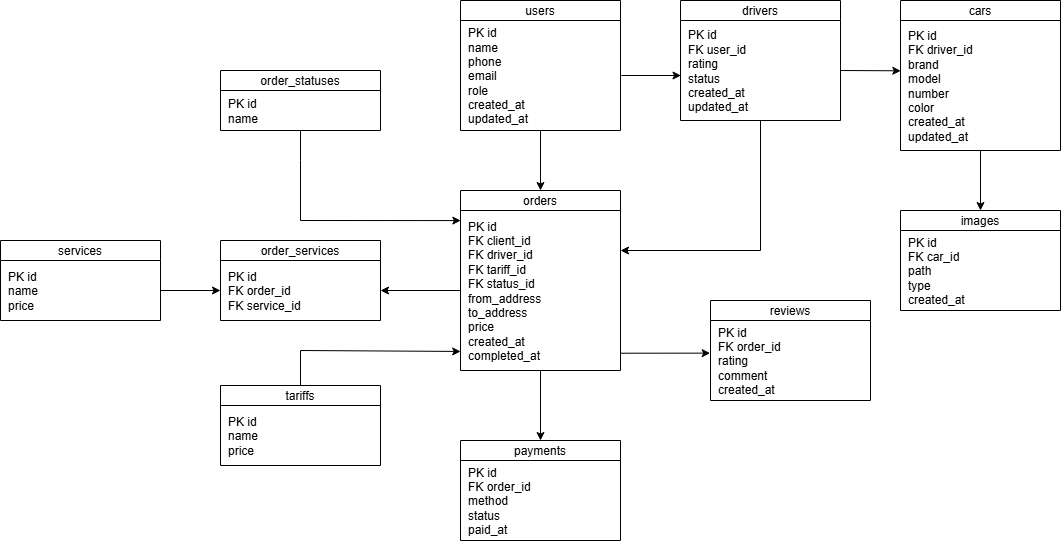 users
PK id
name
phone
email
role
created_at
updated_at
drivers
PK id
FK user_id
rating
status
created_at
updated_at
cars
PK id
FK driver_id
brand
model
number
color
created_at
updated_at
order_statuses
PK id
name
orders
PK id
FK client_id
FK driver_id
FK tariff_id
FK status_id
from_address
to_address
price
created_at
completed_at
images
PK id
FK car_id
path
type
created_at
services
PK id
name
price
order_services
PK id
FK order_id
FK service_id
reviews
PK id
FK order_id
rating
comment
created_at
tariffs
PK id
name
price
payments
PK id
FK order_id
method
status
paid_at